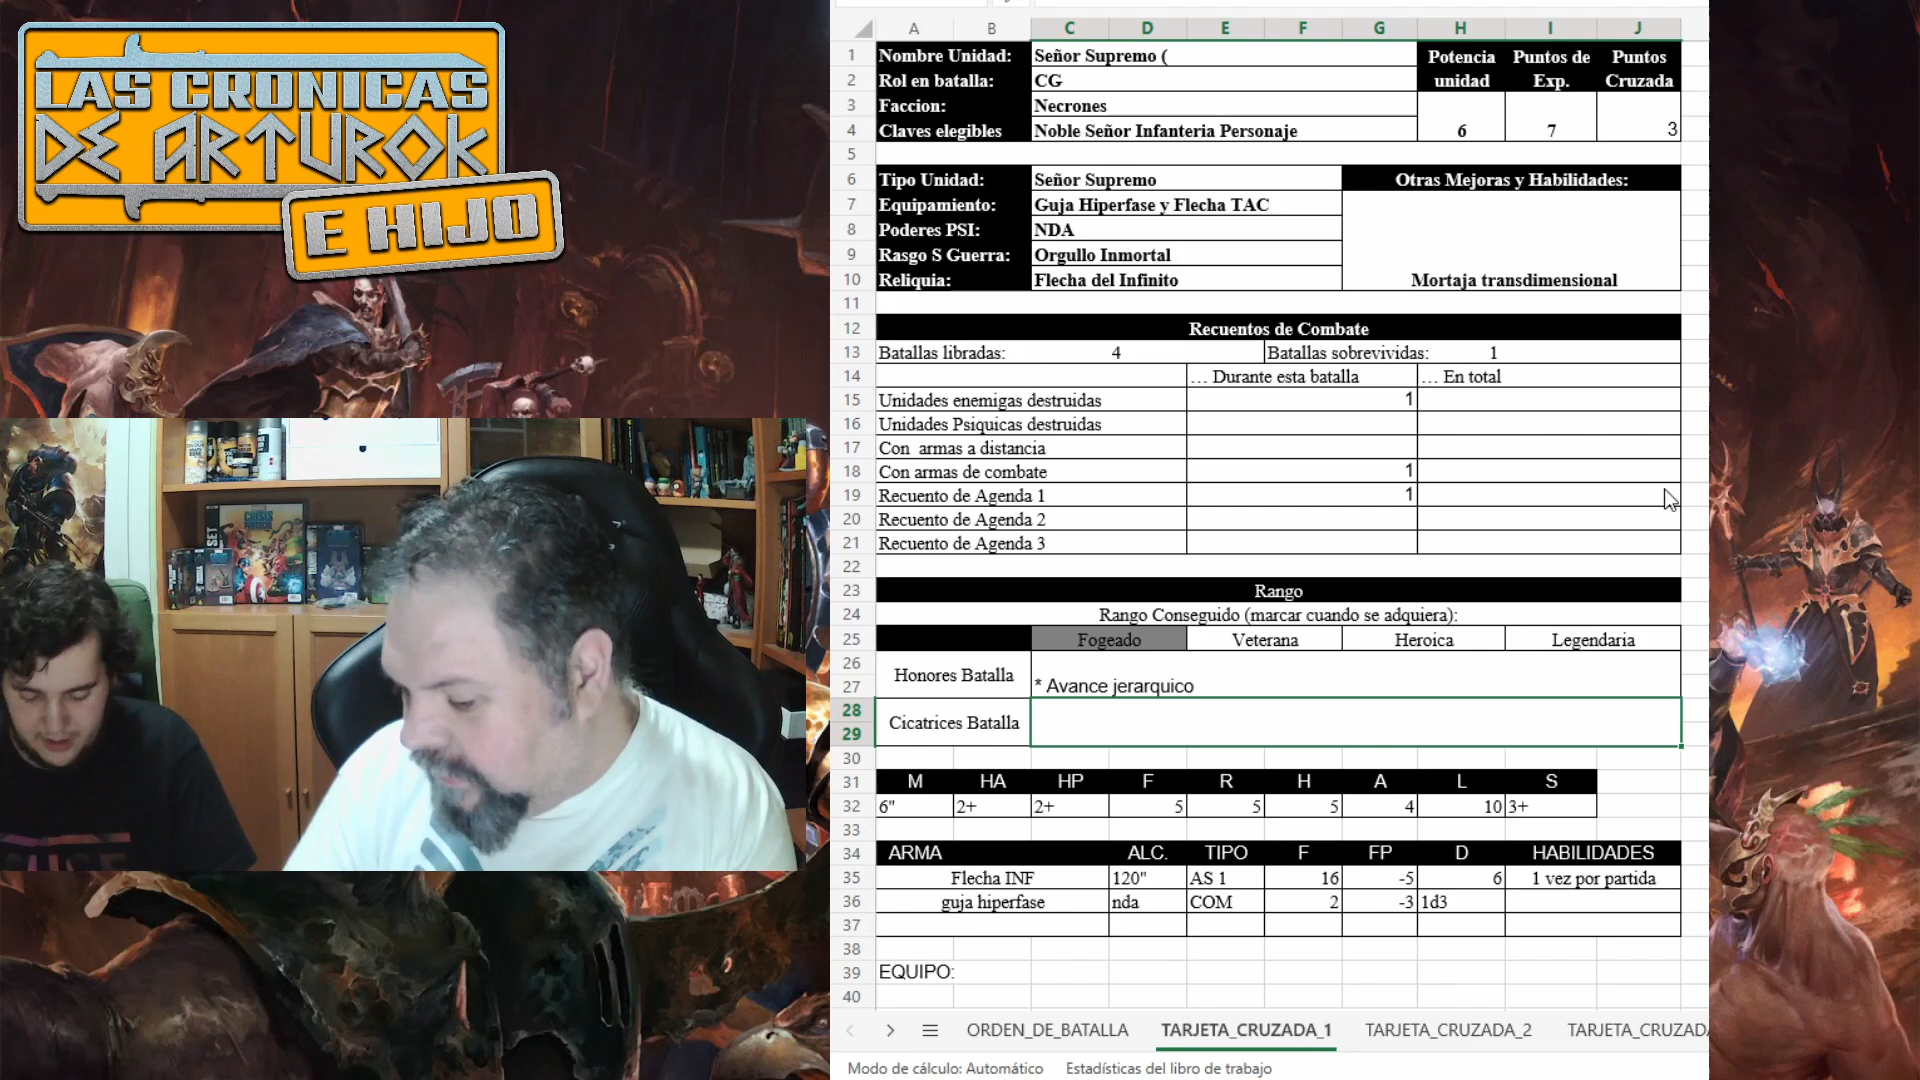 LAS CRONICAS
DE ARTUROK
E HIJO
A B C D E F G H I J
1 Nombre Unidad: Señor Supremo ( Potencia Puntos de Puntos
2 Rol en batalla: CG unidad Exp. Cruzada
3 Faccion: Necrones
4 Claves elegibles Noble Señor Infanteria Personaje 6 7 3
5
6 Tipo Unidad: Señor Supremo Otras Mejoras y Habilidades:
7 Equipamiento: Guja Hiperfase y Flecha TAC
8 Poderes PSI: NDA
9 Rasgo S Guerra: Orgullo Inmortal
10 Reliquia: Flecha del Infinito Mortaja transdimensional
11
12 Recuentos de Combate
13 Batallas libradas: 4 Batallas sobrevividas: 1
14 … Durante esta batalla … En total
15 Unidades enemigas destruidas 1
16 Unidades Psiquicas destruidas
17 Con armas a distancia
18 Con armas de combate 1
19 Recuento de Agenda 1 1
20 Recuento de Agenda 2
21 Recuento de Agenda 3
22
23 Rango
24 Rango Conseguido (marcar cuando se adquiera):
25 Fogeado Veterana Heroica Legendaria
26
Honores Batalla
27 * Avance jerarquico
28
Cicatrices Batalla
29
30
31 M HA HP F R H A L S
32 6" 2+ 2+ 5 5 5 4 10 3+
33
34 ARMA ALC. TIPO F FP D HABILIDADES
35 Flecha INF 120" AS 1 16 -5 6 1 vez por partida
36 guja hiperfase nda COM 2 -3 1d3
37
38
39 EQUIPO:
40
ORDEN_DE_BATALLA TARJETA_CRUZADA_1 TARJETA_CRUZADA_2 TARJETA_CRUZADA
Modo de cálculo: Automático Estadísticas del libro de trabajo